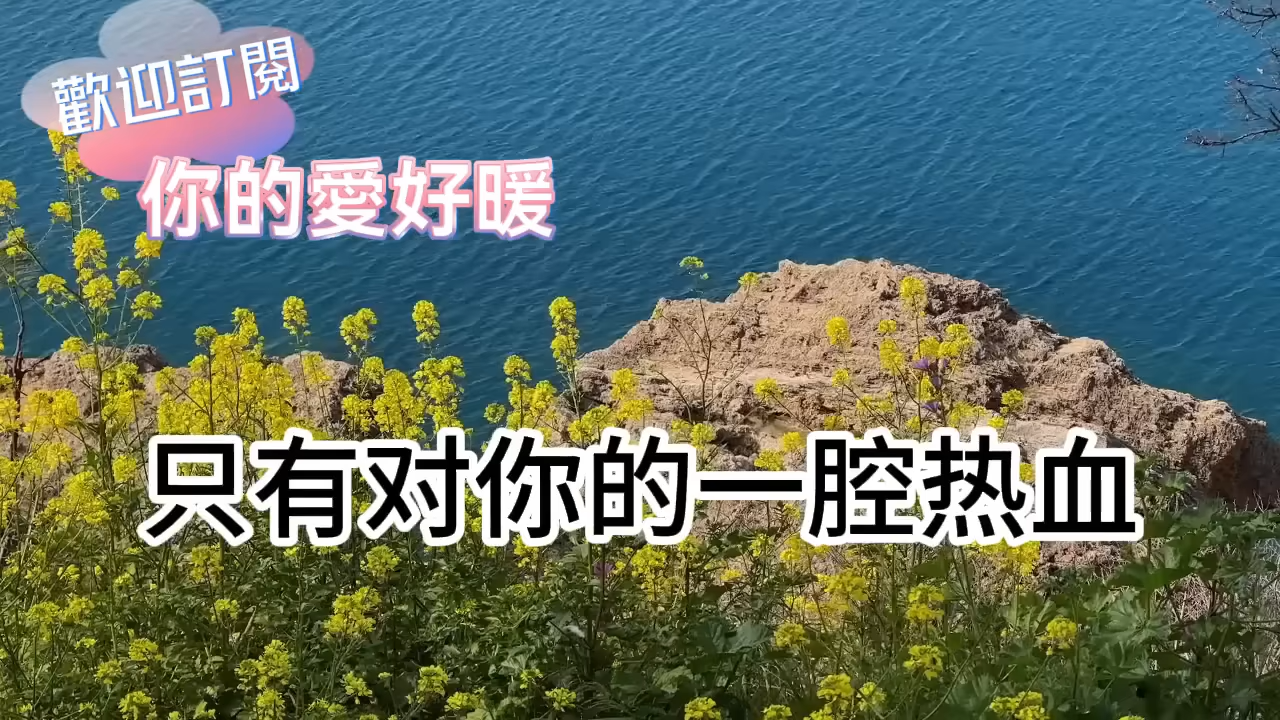 歡迎訂閱
你的愛好暖
只有对你的一腔热血